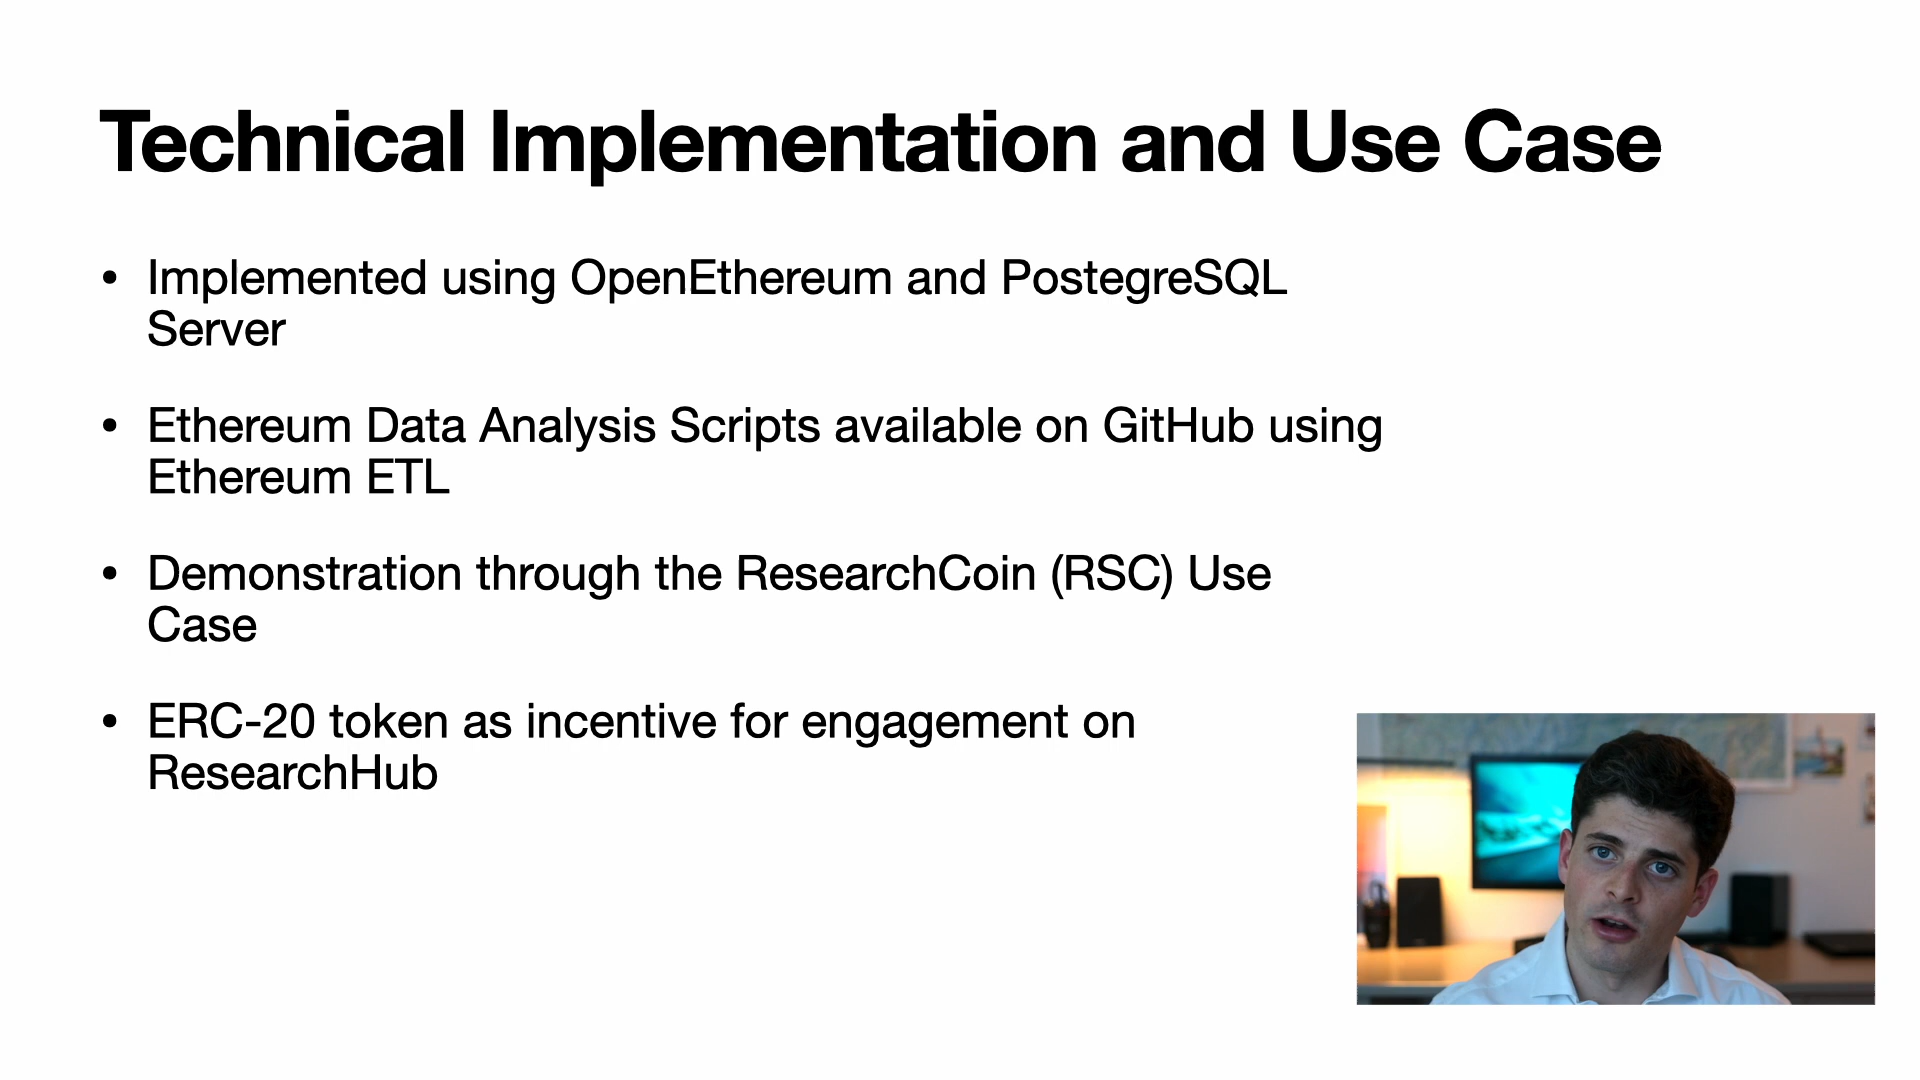 Technical Implementation and Use Case
• Implemented using OpenEthereum and PostegreSQL
Server
• Ethereum Data Analysis Scripts available on GitHub using
Ethereum ETL
• Demonstration through the ResearchCoin (RSC) Use
Case
• ERC-20 token as incentive for engagement on
ResearchHub